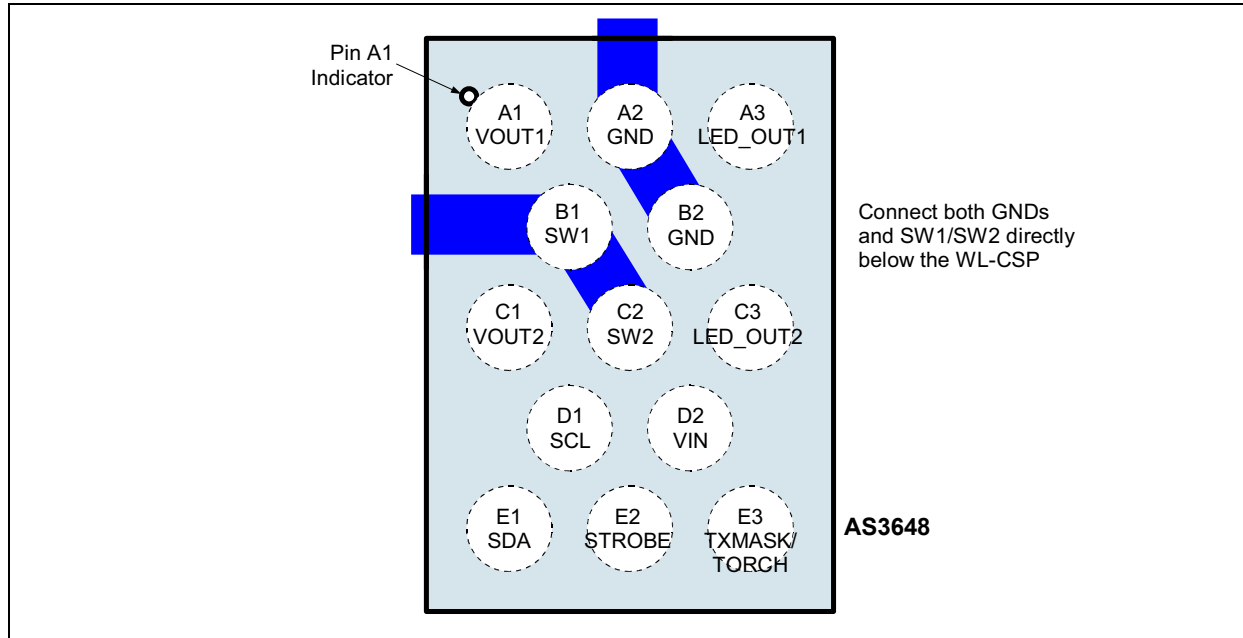 Pin A1
Indicator
A1
VOUT1
A2
GND
A3
LED_OUT1
B1
SW1
B2
GND
Connect both GNDs
and SW1/SW2 directly
below the WL-CSP
C1
VOUT2
C2
SW2
C3
LED_OUT2
D1
SCL
D2
VIN
E1
SDA
E2
STROBE
E3
TXMASK/
TORCH
AS3648